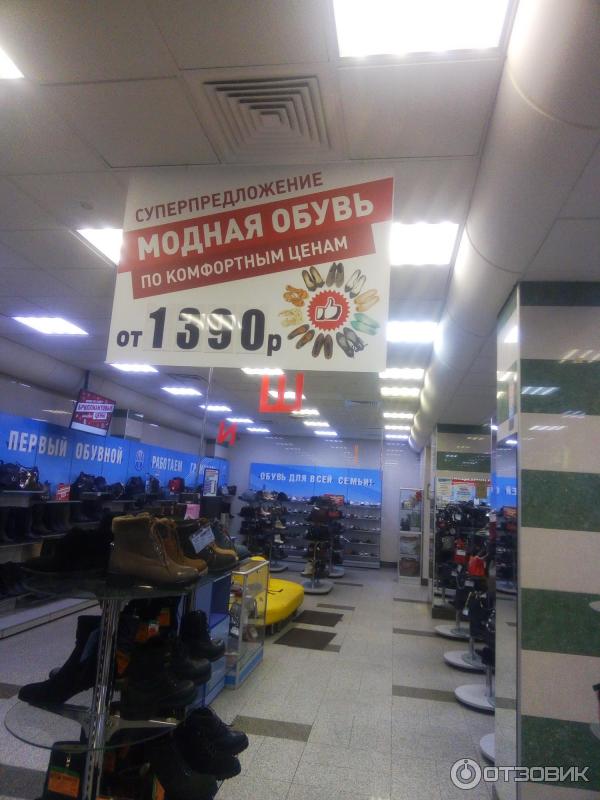 СУПЕРПРЕДЛОЖЕНИЕ
МОДНАЯ ОБУВЬ
ПО КОМФОРТНЫМ ЦЕНАМ
от 1390р
И Ш
ПЕРВЫЙ ОБУВНОЙ
РАБОТАЕМ
ОБУВЬ ДЛЯ ВСЕЙ СЕМЬИ!
ОТЗОВИК